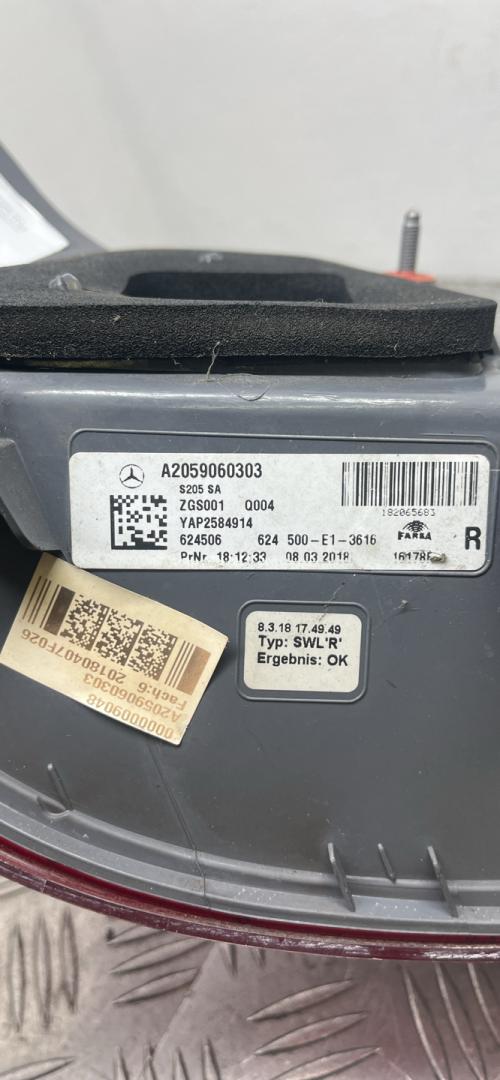 A2059060303
S205 SA
ZGS001 Q004
YAP2584914
624506 624 500-E1-3616
PrNr. 18:12:33 08.03.2018
182065683
FARBA
R
8.3.18 17.49.49
Typ: SWL'R'
Ergebnis: OK
0000009048
A2059060303
Fach:6 20180407F026